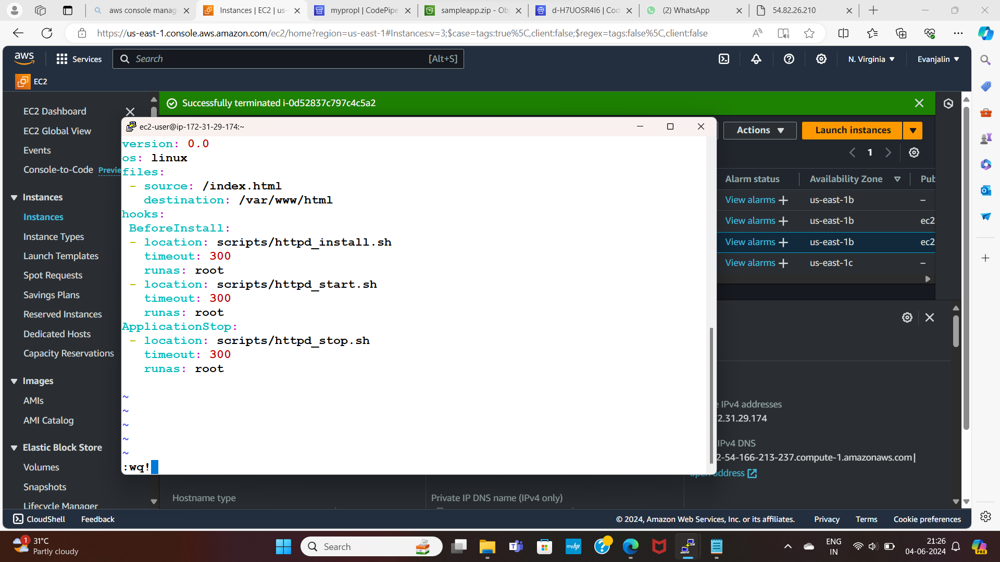 aws console manag
Instances | EC2 | us-
mypropl | CodePipe
sampleapp.zip - Ob
d-H7UOSR4I6 | Cod
(2) WhatsApp
54.82.26.210
https://us-east-1.console.aws.amazon.com/ec2/home?region=us-east-1#Instances:v=3;$case=tags:true%5C,client:false;$regex=tags:false%5C,client:false
aws
Services
Search
[Alt+S]
N. Virginia
Evanjalin
EC2
EC2 Dashboard
EC2 Global View
Events
Console-to-Code Previe
Instances
Instances
Instance Types
Launch Templates
Spot Requests
Savings Plans
Reserved Instances
Dedicated Hosts
Capacity Reservations
Images
AMIs
AMI Catalog
Elastic Block Store
Volumes
Snapshots
Lifecycle Manager
Successfully terminated i-0d52837c797c4c5a2
Actions
Launch instances
1
Alarm status
Availability Zone
Pub
View alarms
us-east-1b
–
View alarms
us-east-1b
ec2
View alarms
us-east-1b
ec2
View alarms
us-east-1c
–
ec2-user@ip-172-31-29-174:~
version: 0.0
os: linux
files:
- source: /index.html
destination: /var/www/html
hooks:
BeforeInstall:
- location: scripts/httpd_install.sh
timeout: 300
runas: root
- location: scripts/httpd_start.sh
timeout: 300
runas: root
ApplicationStop:
- location: scripts/httpd_stop.sh
timeout: 300
runas: root
~
~
~
~
~
:wq!
e IPv4 addresses
2.31.29.174
IPv4 DNS
2-54-166-213-237.compute-1.amazonaws.com |
open address
Hostname type
Private IP DNS name (IPv4 only)
CloudShell
Feedback
© 2024, Amazon Web Services, Inc. or its affiliates.
Privacy
Terms
Cookie preferences
1
31°C
Partly cloudy
Search
myhp
ENG
IN
21:26
04-06-2024
PRE